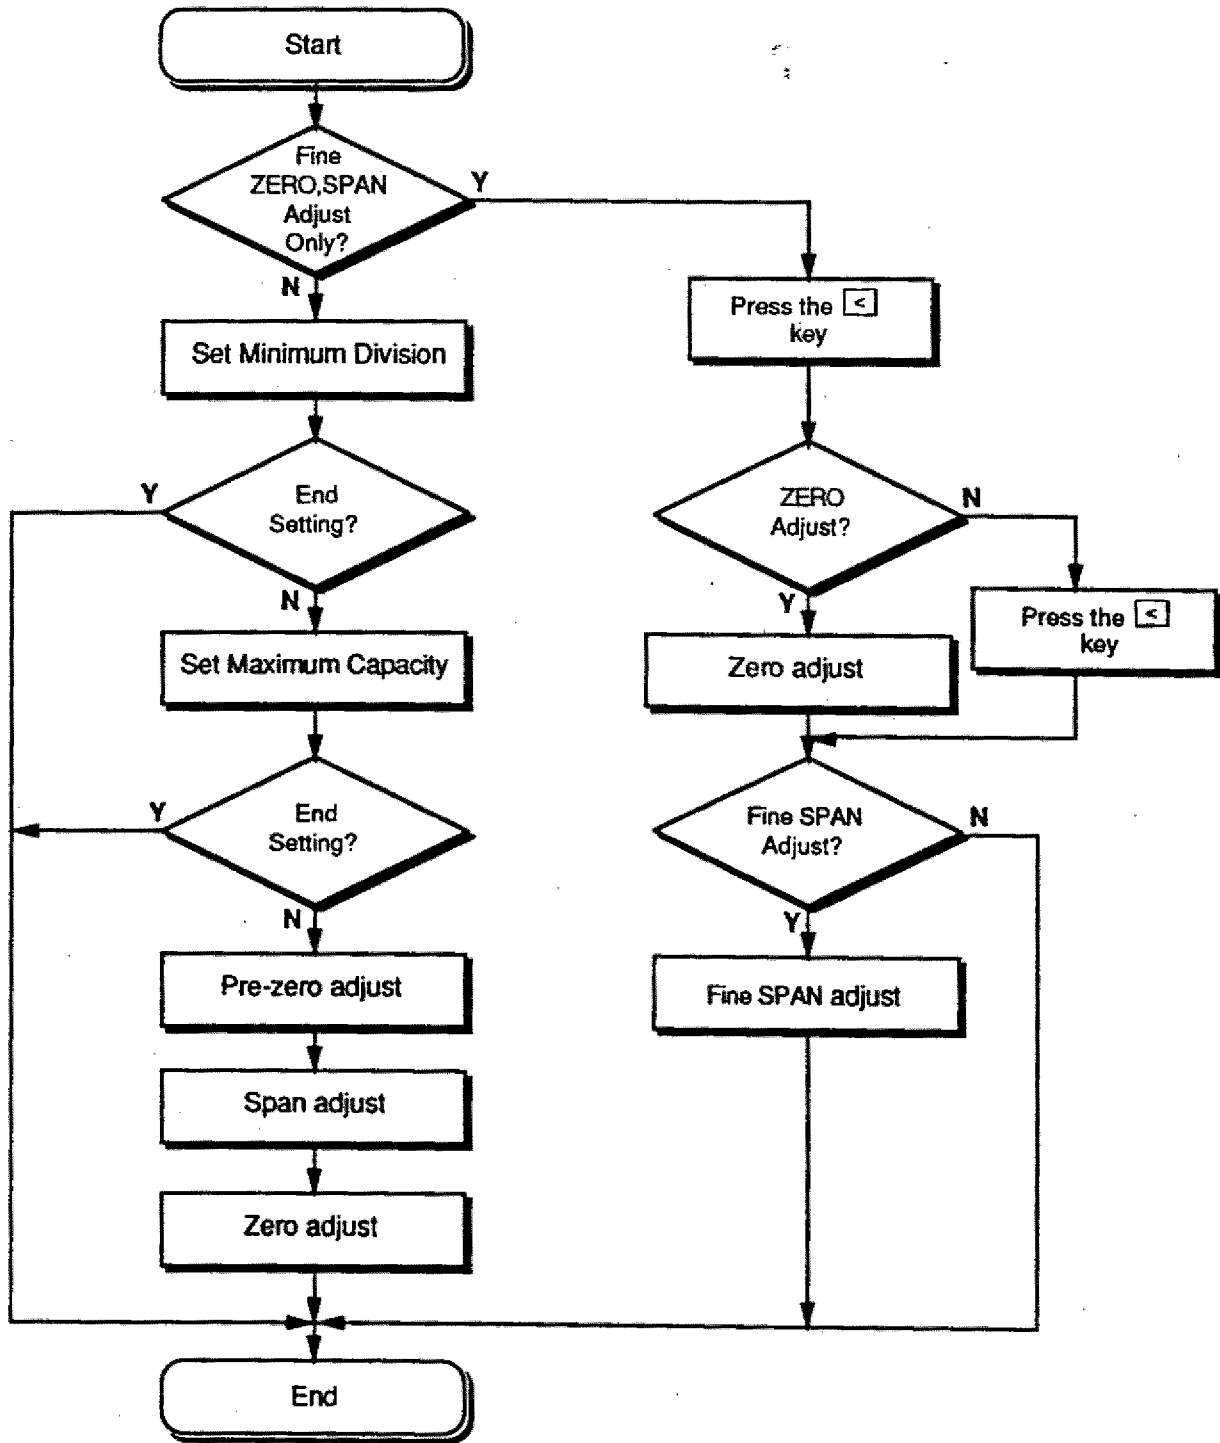 Start
Fine
ZERO,SPAN
Adjust
Only?
Y
N
Press the <
key
Set Minimum Division
Y
End
Setting?
N
ZERO
Adjust?
N
Y
Press the <
key
Set Maximum Capacity
Zero adjust
Y
End
Setting?
N
Fine SPAN
Adjust?
N
Y
Pre-zero adjust
Fine SPAN adjust
Span adjust
Zero adjust
End